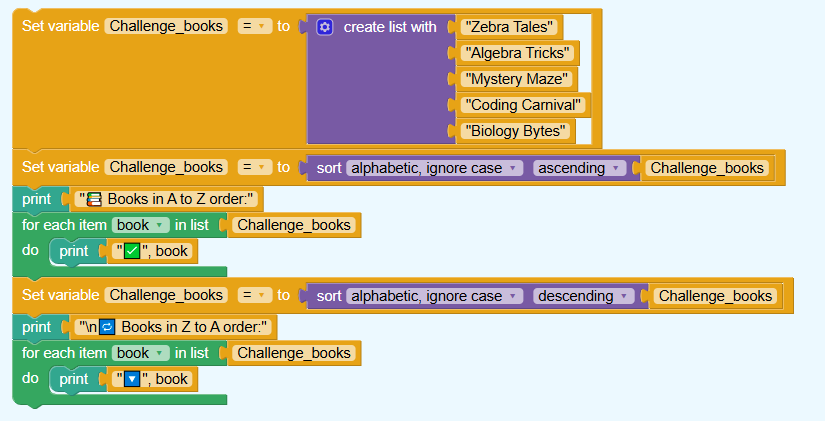 Set variable Challenge_books = to create list with "Zebra Tales"
"Algebra Tricks"
"Mystery Maze"
"Coding Carnival"
"Biology Bytes"
Set variable Challenge_books = to sort alphabetic, ignore case ascending Challenge_books
print "📚 Books in A to Z order:"
for each item book in list Challenge_books
do print "✅", book
Set variable Challenge_books = to sort alphabetic, ignore case descending Challenge_books
print "\n🔁 Books in Z to A order:"
for each item book in list Challenge_books
do print "🔽", book